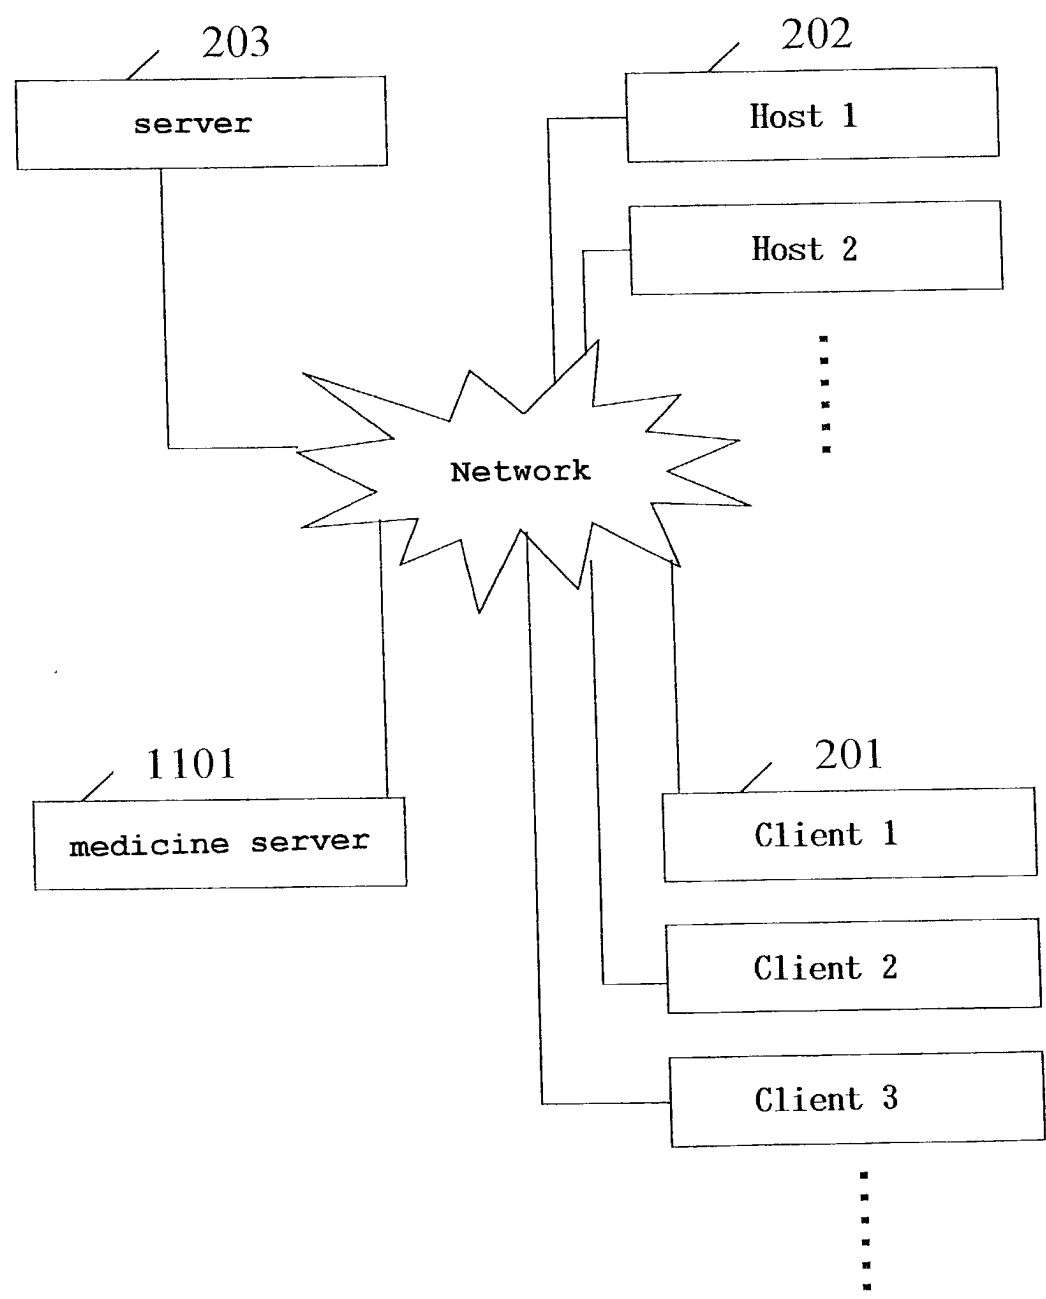 203
server
202
Host 1
Host 2
Network
1101
medicine server
201
Client 1
Client 2
Client 3